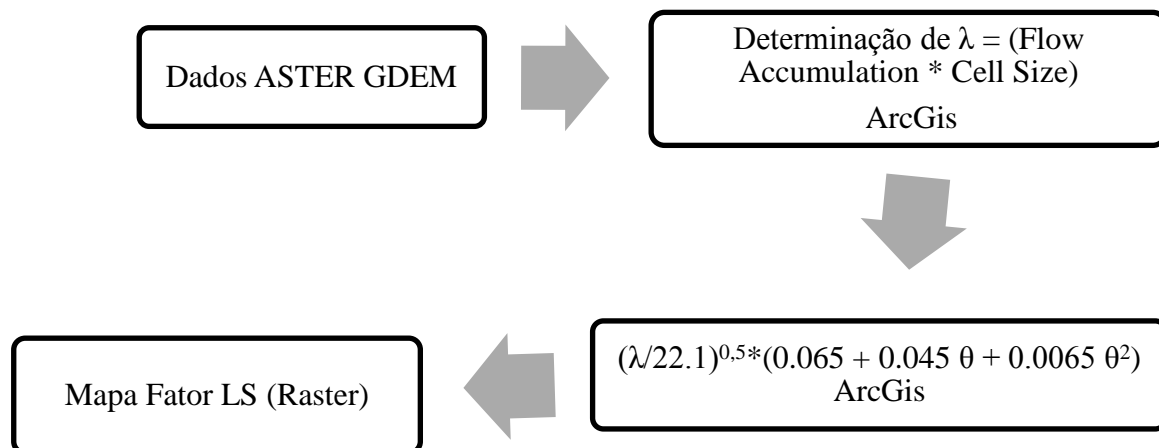 Dados ASTER GDEM
Determinação de λ = (Flow
Accumulation * Cell Size)
ArcGis
(λ/22.1)^0,5*(0.065 + 0.045 θ + 0.0065 θ²)
ArcGis
Mapa Fator LS (Raster)